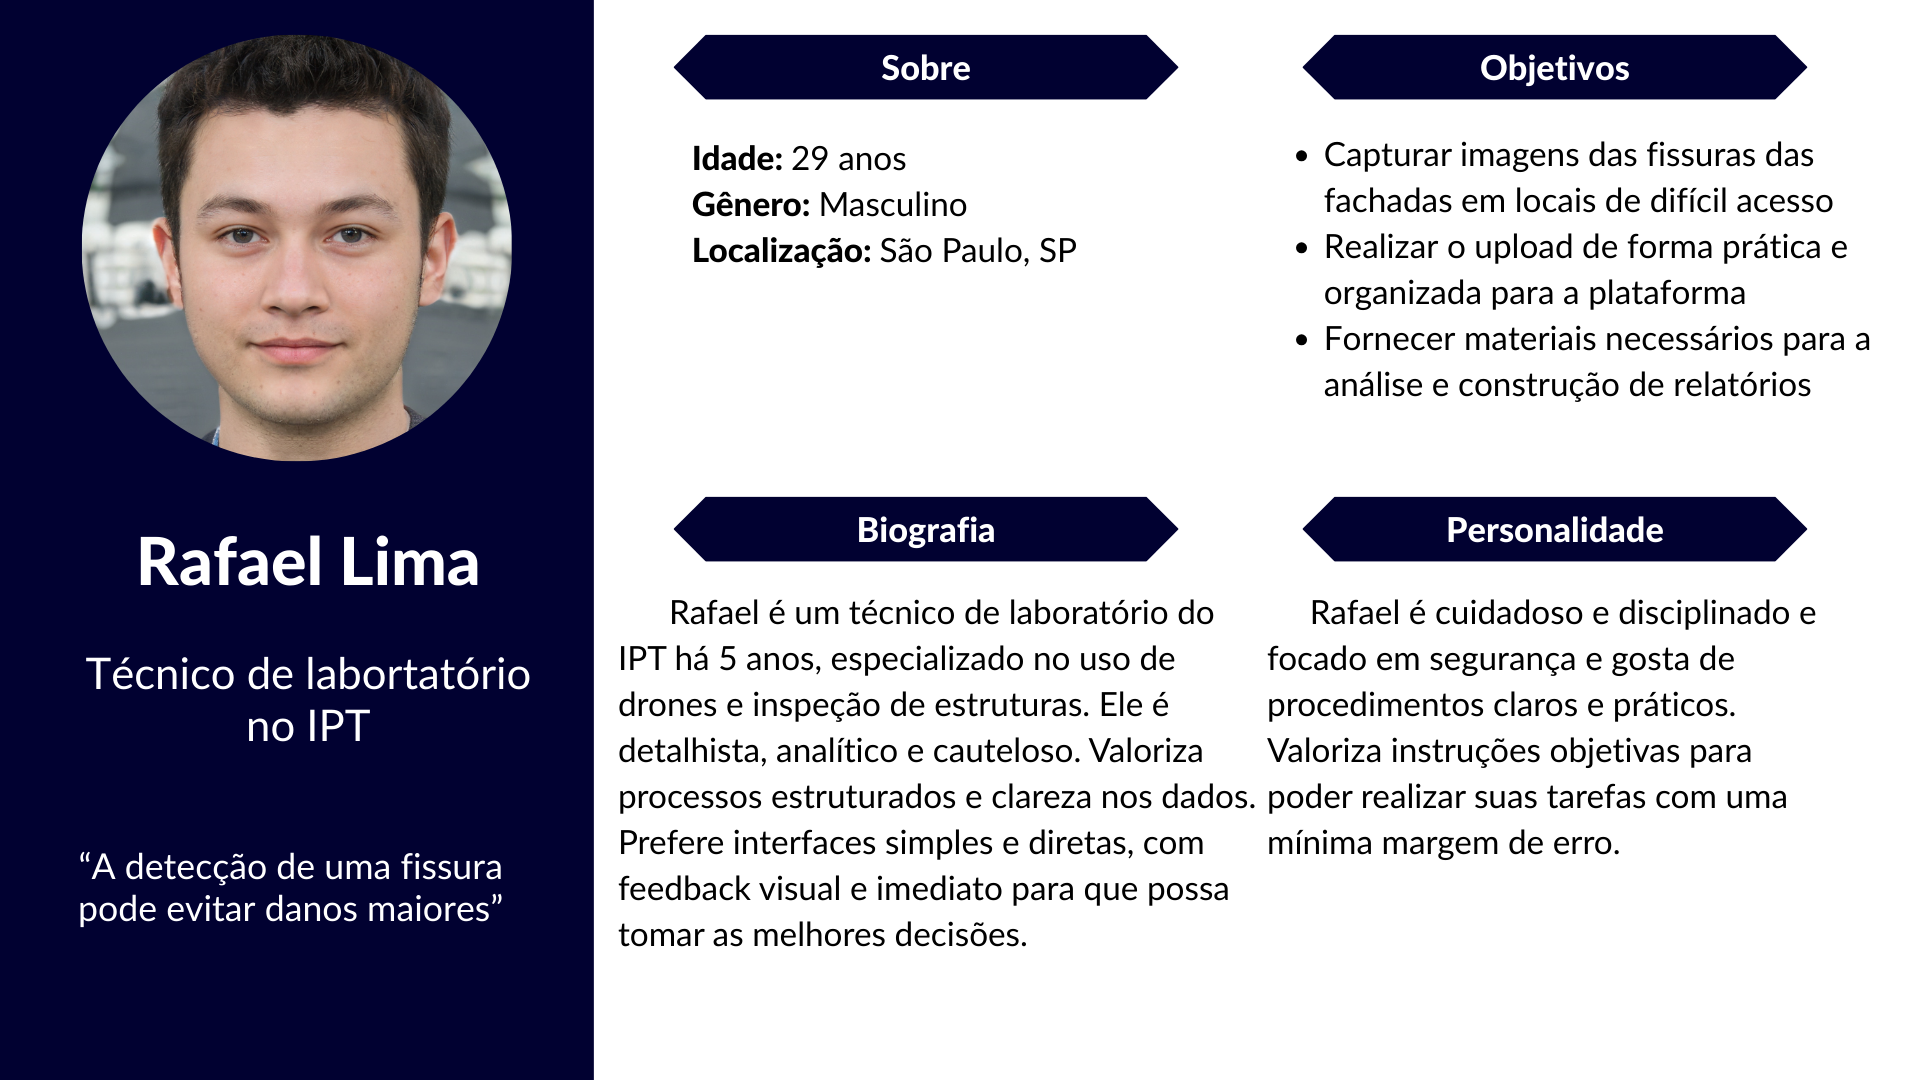 Rafael Lima
Técnico de labortatório
no IPT
“A detecção de uma fissura
pode evitar danos maiores”
Sobre
Idade: 29 anos
Gênero: Masculino
Localização: São Paulo, SP
Objetivos
• Capturar imagens das fissuras das
fachadas em locais de difícil acesso
• Realizar o upload de forma prática e
organizada para a plataforma
• Fornecer materiais necessários para a
análise e construção de relatórios
Biografia
Rafael é um técnico de laboratório do
IPT há 5 anos, especializado no uso de
drones e inspeção de estruturas. Ele é
detalhista, analítico e cauteloso. Valoriza
processos estruturados e clareza nos dados.
Prefere interfaces simples e diretas, com
feedback visual e imediato para que possa
tomar as melhores decisões.
Personalidade
Rafael é cuidadoso e disciplinado e
focado em segurança e gosta de
procedimentos claros e práticos.
Valoriza instruções objetivas para
poder realizar suas tarefas com uma
mínima margem de erro.